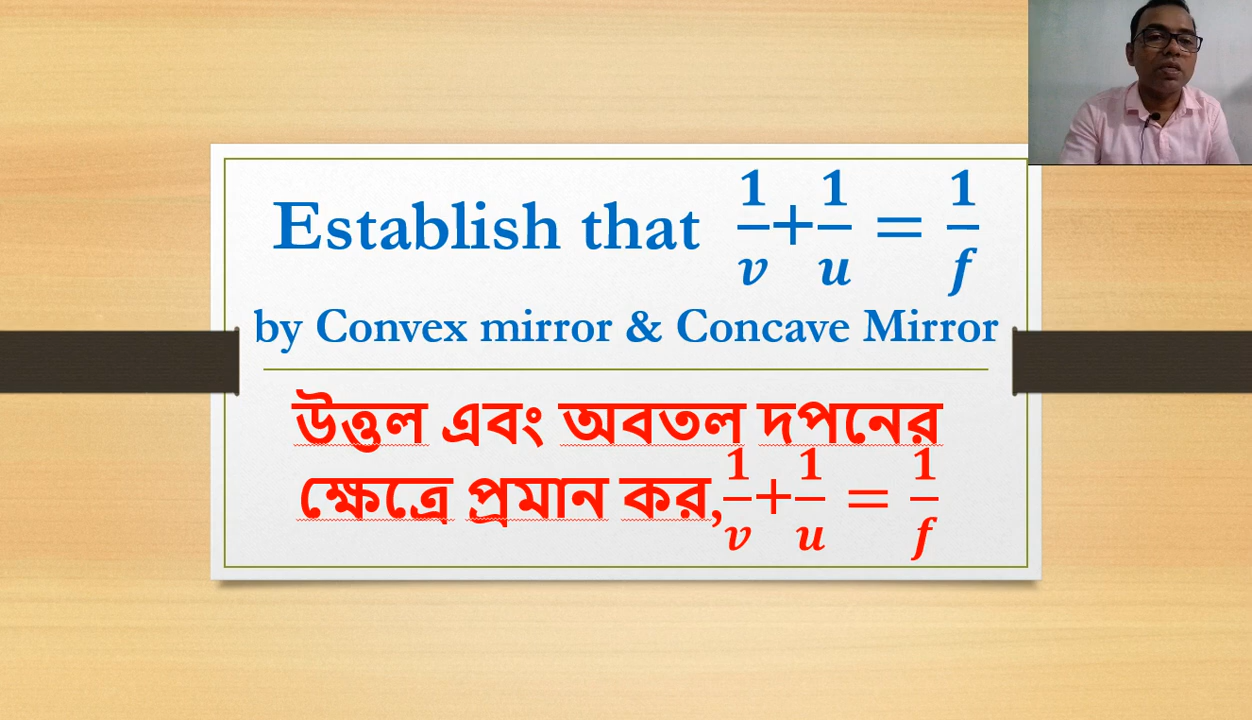 Establish that 1/v + 1/u = 1/f
by Convex mirror & Concave Mirror
উত্তল এবং অবতল দপনের
ক্ষেত্রে প্রমান কর, 1/v + 1/u = 1/f